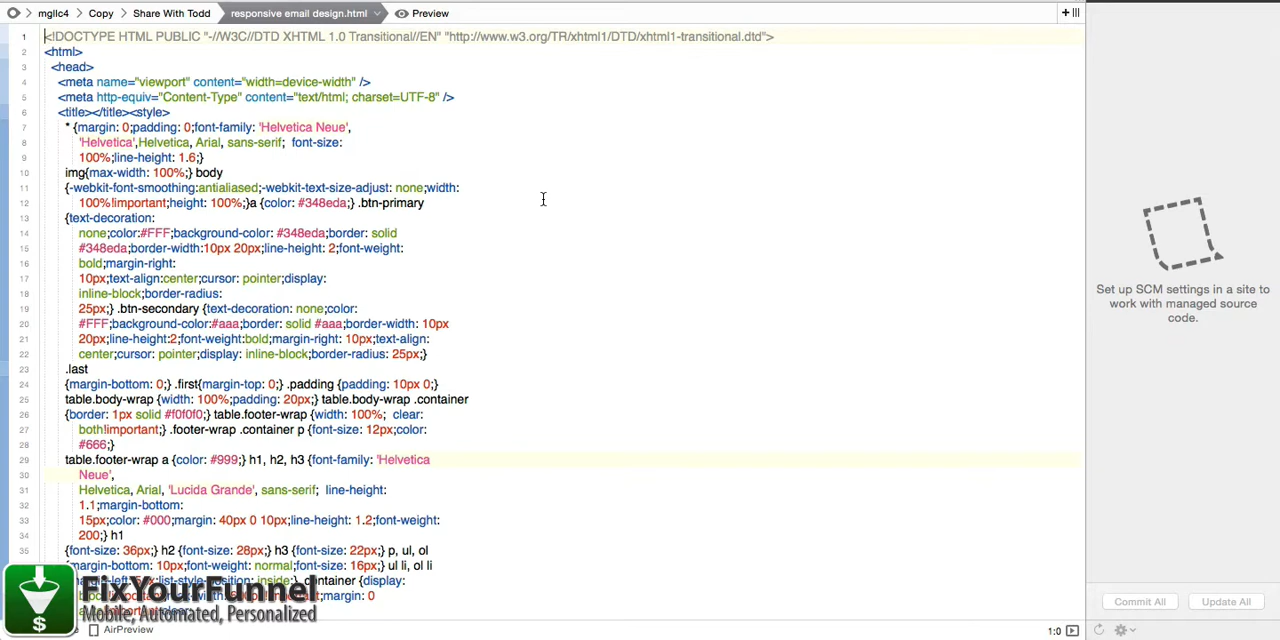 mgllc4 Copy Share With Todd responsive email design.html Preview
1 <!DOCTYPE HTML PUBLIC "-//W3C//DTD XHTML 1.0 Transitional//EN" "http://www.w3.org/TR/xhtml1/DTD/xhtml1-transitional.dtd">
2 <html>
3 <head>
4 <meta name="viewport" content="width=device-width" />
5 <meta http-equiv="Content-Type" content="text/html; charset=UTF-8" />
6 <title></title><style>
7 * {margin: 0;padding: 0;font-family: 'Helvetica Neue',
8 'Helvetica',Helvetica, Arial, sans-serif; font-size:
9 100%;line-height: 1.6;}
10 img{max-width: 100%;} body
11 {-webkit-font-smoothing:antialiased;-webkit-text-size-adjust: none;width:
12 100%!important;height: 100%;}a {color: #348eda;} .btn-primary
13 {text-decoration:
14 none;color:#FFF;background-color: #348eda;border: solid
15 #348eda;border-width:10px 20px;line-height: 2;font-weight:
16 bold;margin-right:
17 10px;text-align:center;cursor: pointer;display:
18 inline-block;border-radius:
19 25px;} .btn-secondary {text-decoration: none;color:
20 #FFF;background-color:#aaa;border: solid #aaa;border-width: 10px
21 20px;line-height:2;font-weight:bold;margin-right: 10px;text-align:
22 center;cursor: pointer;display: inline-block;border-radius: 25px;}
23 .last
24 {margin-bottom: 0;} .first{margin-top: 0;} .padding {padding: 10px 0;}
25 table.body-wrap {width: 100%;padding: 20px;} table.body-wrap .container
26 {border: 1px solid #f0f0f0;} table.footer-wrap {width: 100%; clear:
27 both!important;} .footer-wrap .container p {font-size: 12px;color:
28 #666;}
29 table.footer-wrap a {color: #999;} h1, h2, h3 {font-family: 'Helvetica
30 Neue',
31 Helvetica, Arial, 'Lucida Grande', sans-serif; line-height:
32 1.1;margin-bottom:
33 15px;color: #000;margin: 40px 0 10px;line-height: 1.2;font-weight:
34 200;} h1
35 {font-size: 36px;} h2 {font-size: 28px;} h3 {font-size: 22px;} p, ul, ol
{margin-bottom: 10px;font-weight: normal;font-size: 16px;} ul li, ol li
list-style-position: inside;} .container {display:
margin: 0
Set up SCM settings in a site to
work with managed source
code.
Commit All Update All
$ FixYourFunnel
Mobile, Automated, Personalized
AirPreview
1:0